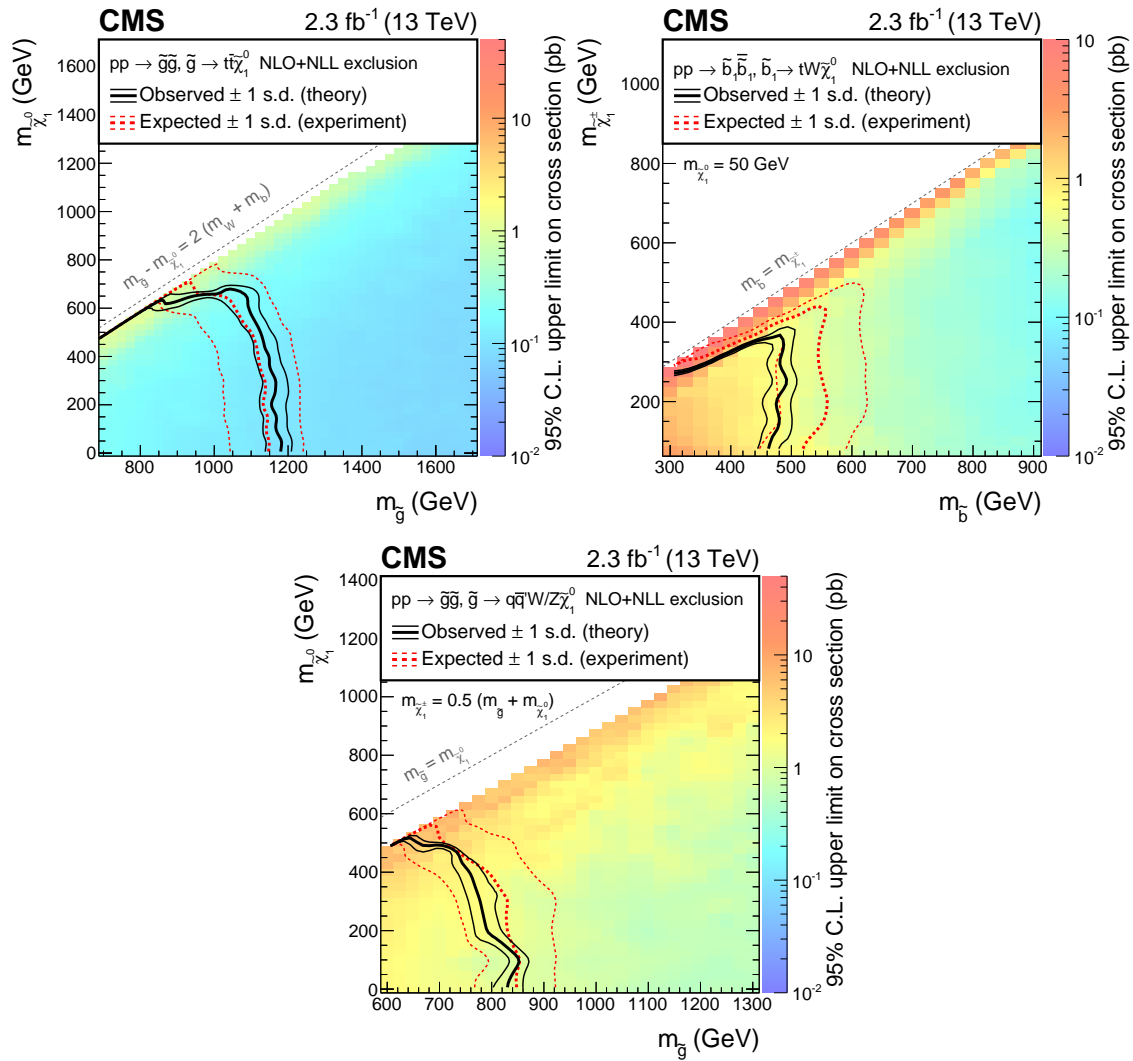 CMS 2.3 fb⁻¹ (13 TeV)
pp → g̃g̃, g̃ → tt̄χ̃⁰₁ NLO+NLL exclusion
Observed ± 1 s.d. (theory)
Expected ± 1 s.d. (experiment)
m_g̃ - m_χ̃⁰₁ = 2 (m_W + m_b)
m_χ̃⁰₁ (GeV)
1600
1400
1200
1000
800
600
400
200
0
800 1000 1200 1400 1600
m_g̃ (GeV)
10
1
10⁻¹
10⁻²
95% C.L. upper limit on cross section (pb)
CMS 2.3 fb⁻¹ (13 TeV)
pp → b̃₁b̃̄₁, b̃₁ → tWχ̃⁰₁ NLO+NLL exclusion
Observed ± 1 s.d. (theory)
Expected ± 1 s.d. (experiment)
m_χ̃⁰₁ = 50 GeV
m_b̃ = m_χ̃±₁
m_χ̃±₁ (GeV)
1000
800
600
400
200
300 400 500 600 700 800 900
m_b̃ (GeV)
10
1
10⁻¹
10⁻²
95% C.L. upper limit on cross section (pb)
CMS 2.3 fb⁻¹ (13 TeV)
pp → g̃g̃, g̃ → qq̄'W/Zχ̃⁰₁ NLO+NLL exclusion
Observed ± 1 s.d. (theory)
Expected ± 1 s.d. (experiment)
m_χ̃±₁ = 0.5 (m_g̃ + m_χ̃⁰₁)
m_g̃ = m_χ̃⁰₁
m_χ̃⁰₁ (GeV)
1400
1200
1000
800
600
400
200
0
600 700 800 900 1000 1100 1200 1300
m_g̃ (GeV)
10
1
10⁻¹
10⁻²
95% C.L. upper limit on cross section (pb)